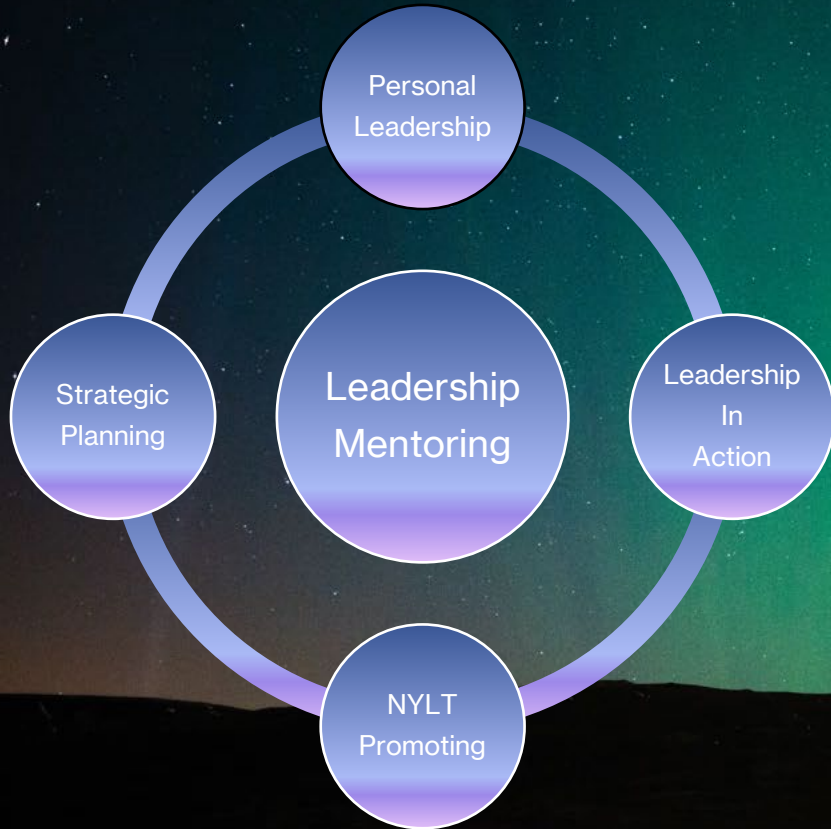 Personal
Leadership
Strategic
Planning
Leadership
Mentoring
Leadership
In
Action
NYLT
Promoting